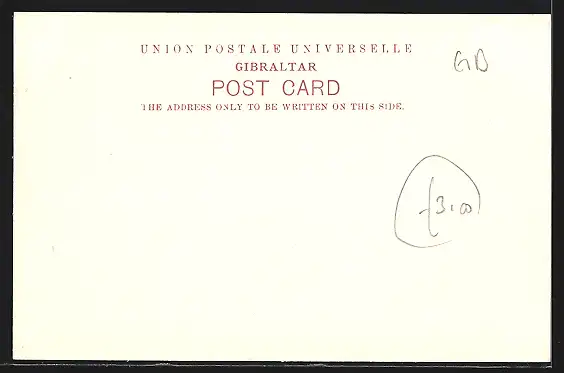 UNION POSTALE UNIVERSELLE
GIBRALTAR
POST CARD
THE ADDRESS ONLY TO BE WRITTEN ON THIS SIDE.
GB
£3.00